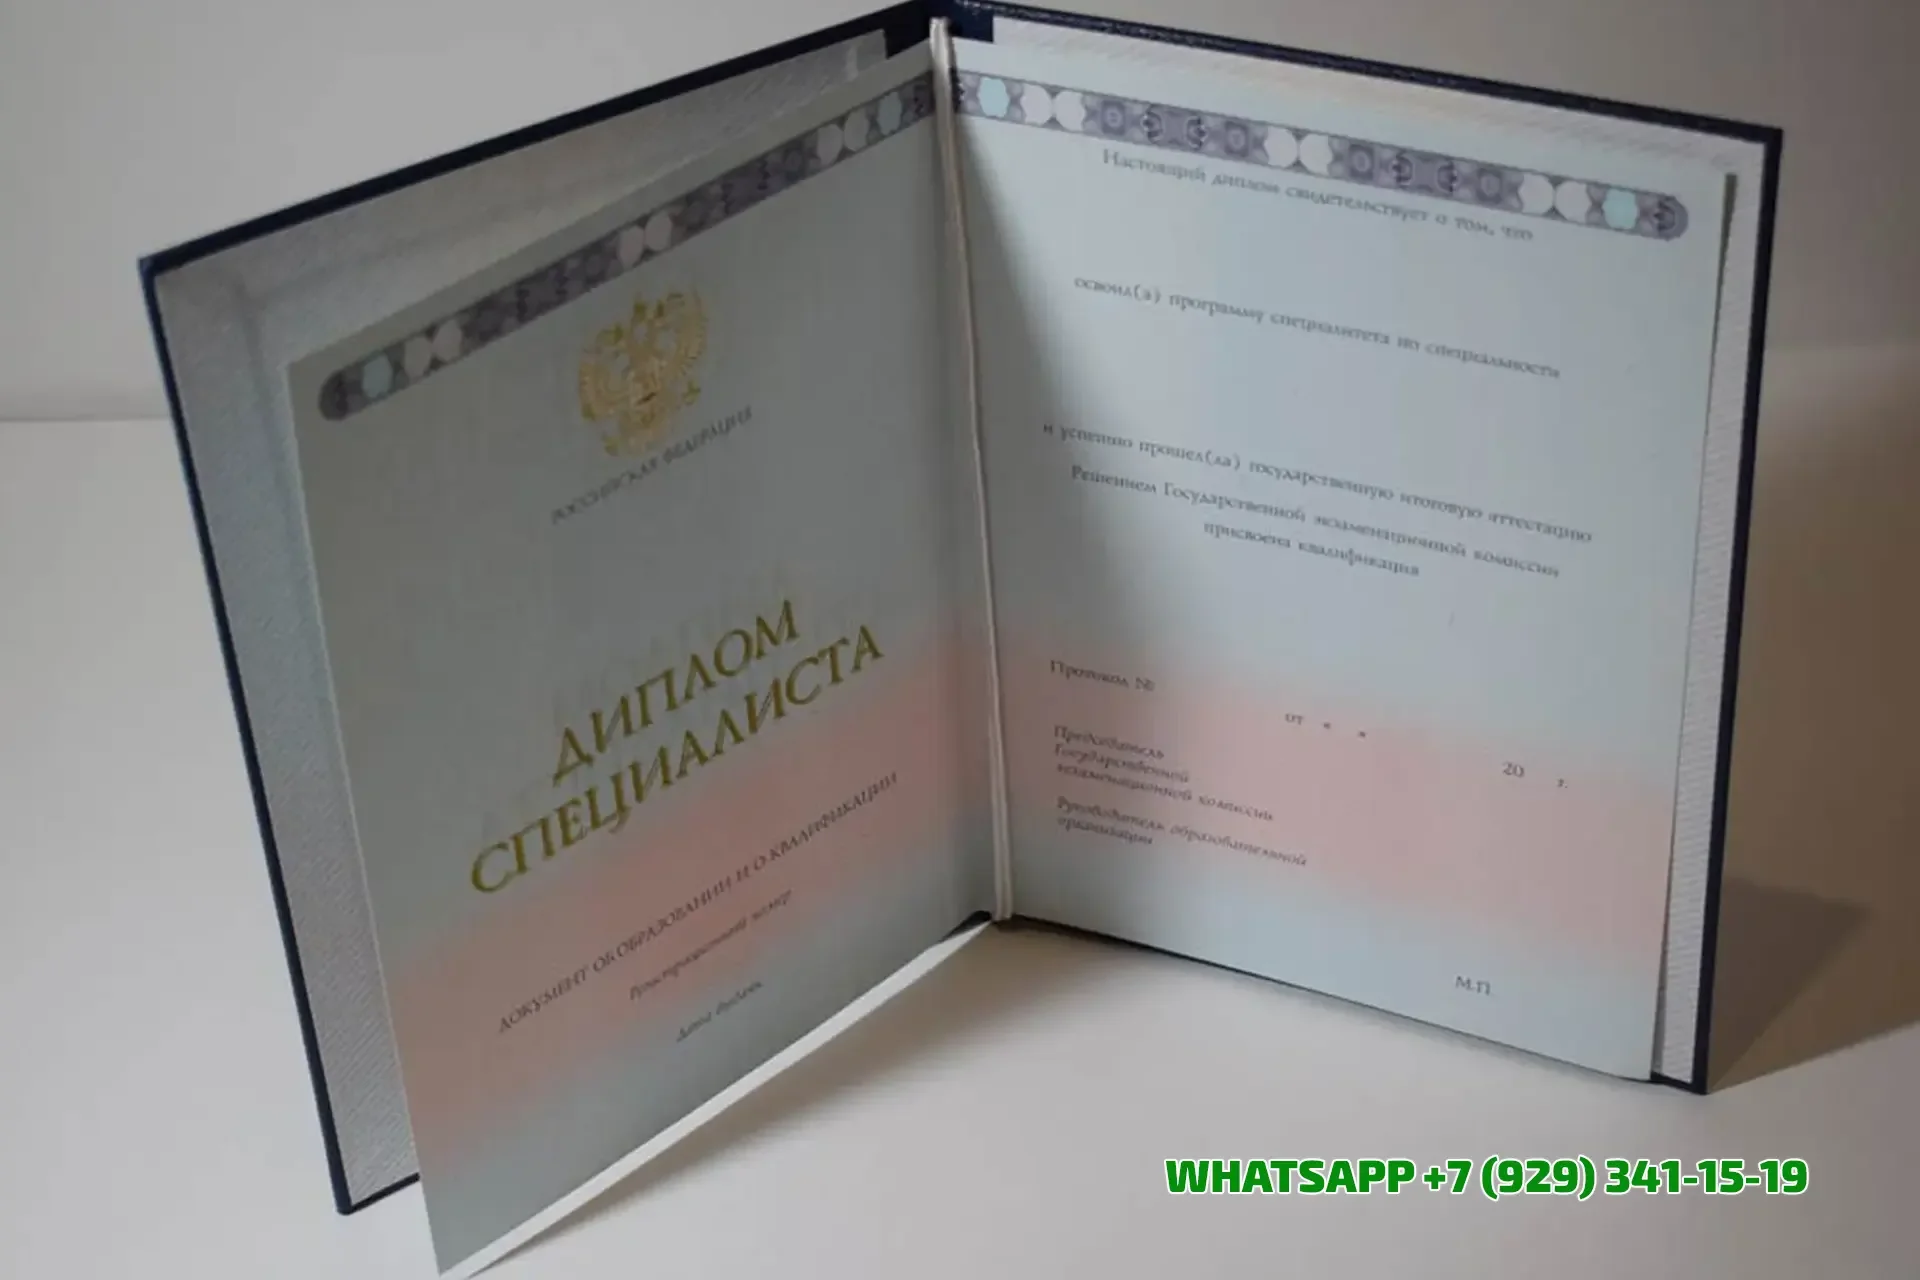 РОССИЙСКАЯ ФЕДЕРАЦИЯ
ДИПЛОМ
СПЕЦИАЛИСТА
ДОКУМЕНТ ОБ ОБРАЗОВАНИИ И О КВАЛИФИКАЦИИ
Регистрационный номер
Дата выдачи
Настоящий диплом свидетельствует о том, что
освоил(а) программу специалитета по специальности
и успешно прошел(ла) государственную итоговую аттестацию
Решением Государственной экзаменационной комиссии
присвоена квалификация
Протокол №
от « » 20 г.
Председатель
Государственной
экзаменационной комиссии
Руководитель образовательной
организации
М.П.
WHATSAPP +7 (929) 341-15-19